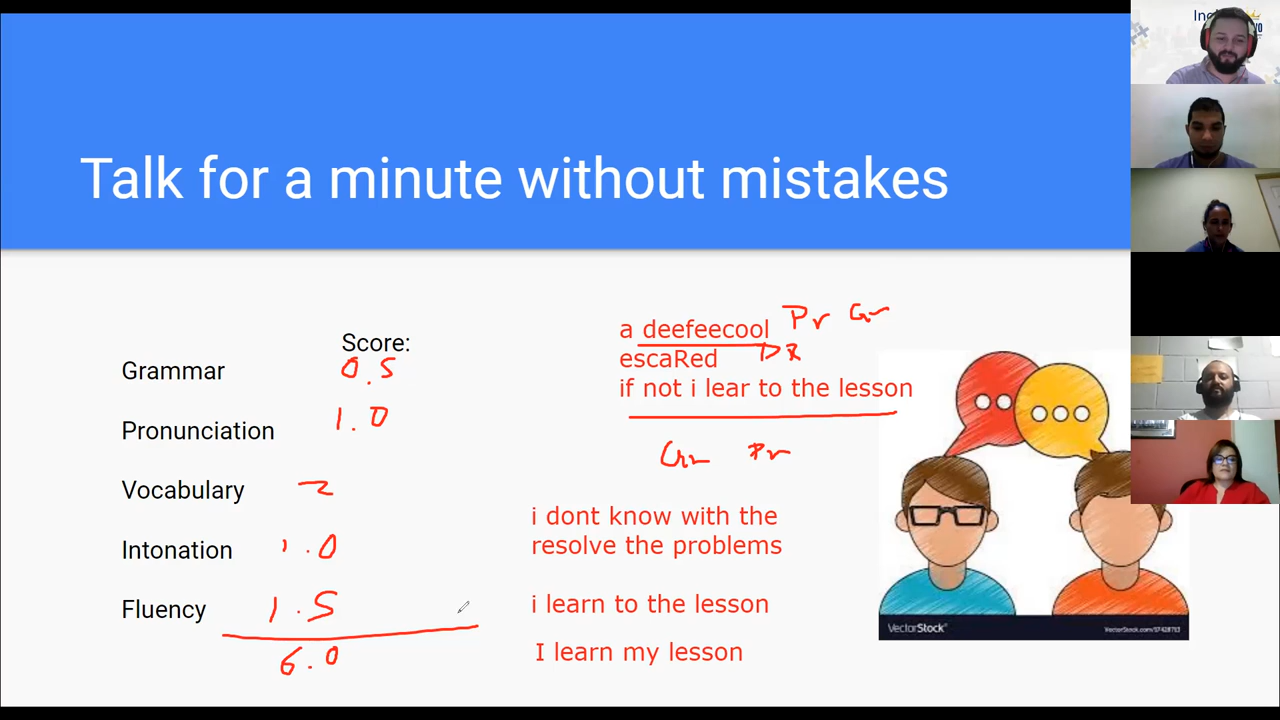 Talk for a minute without mistakes
Score:
Grammar 0.5
Pronunciation 1.0
Vocabulary 2
Intonation 1.0
Fluency 1.5
6.0
a deefeecool Pr Gr
escaRed
if not i lear to the lesson
Gr Pr
i dont know with the
resolve the problems
i learn to the lesson
I learn my lesson
VectorStock